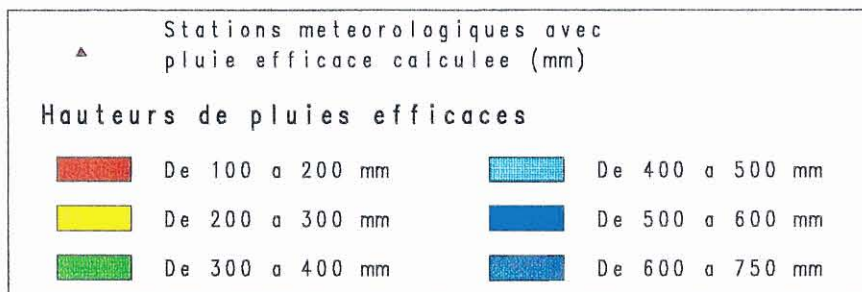 Stations meteorologiques avec
pluie efficace calculee (mm)
Hauteurs de pluies efficaces
De 100 a 200 mm
De 200 a 300 mm
De 300 a 400 mm
De 400 a 500 mm
De 500 a 600 mm
De 600 a 750 mm